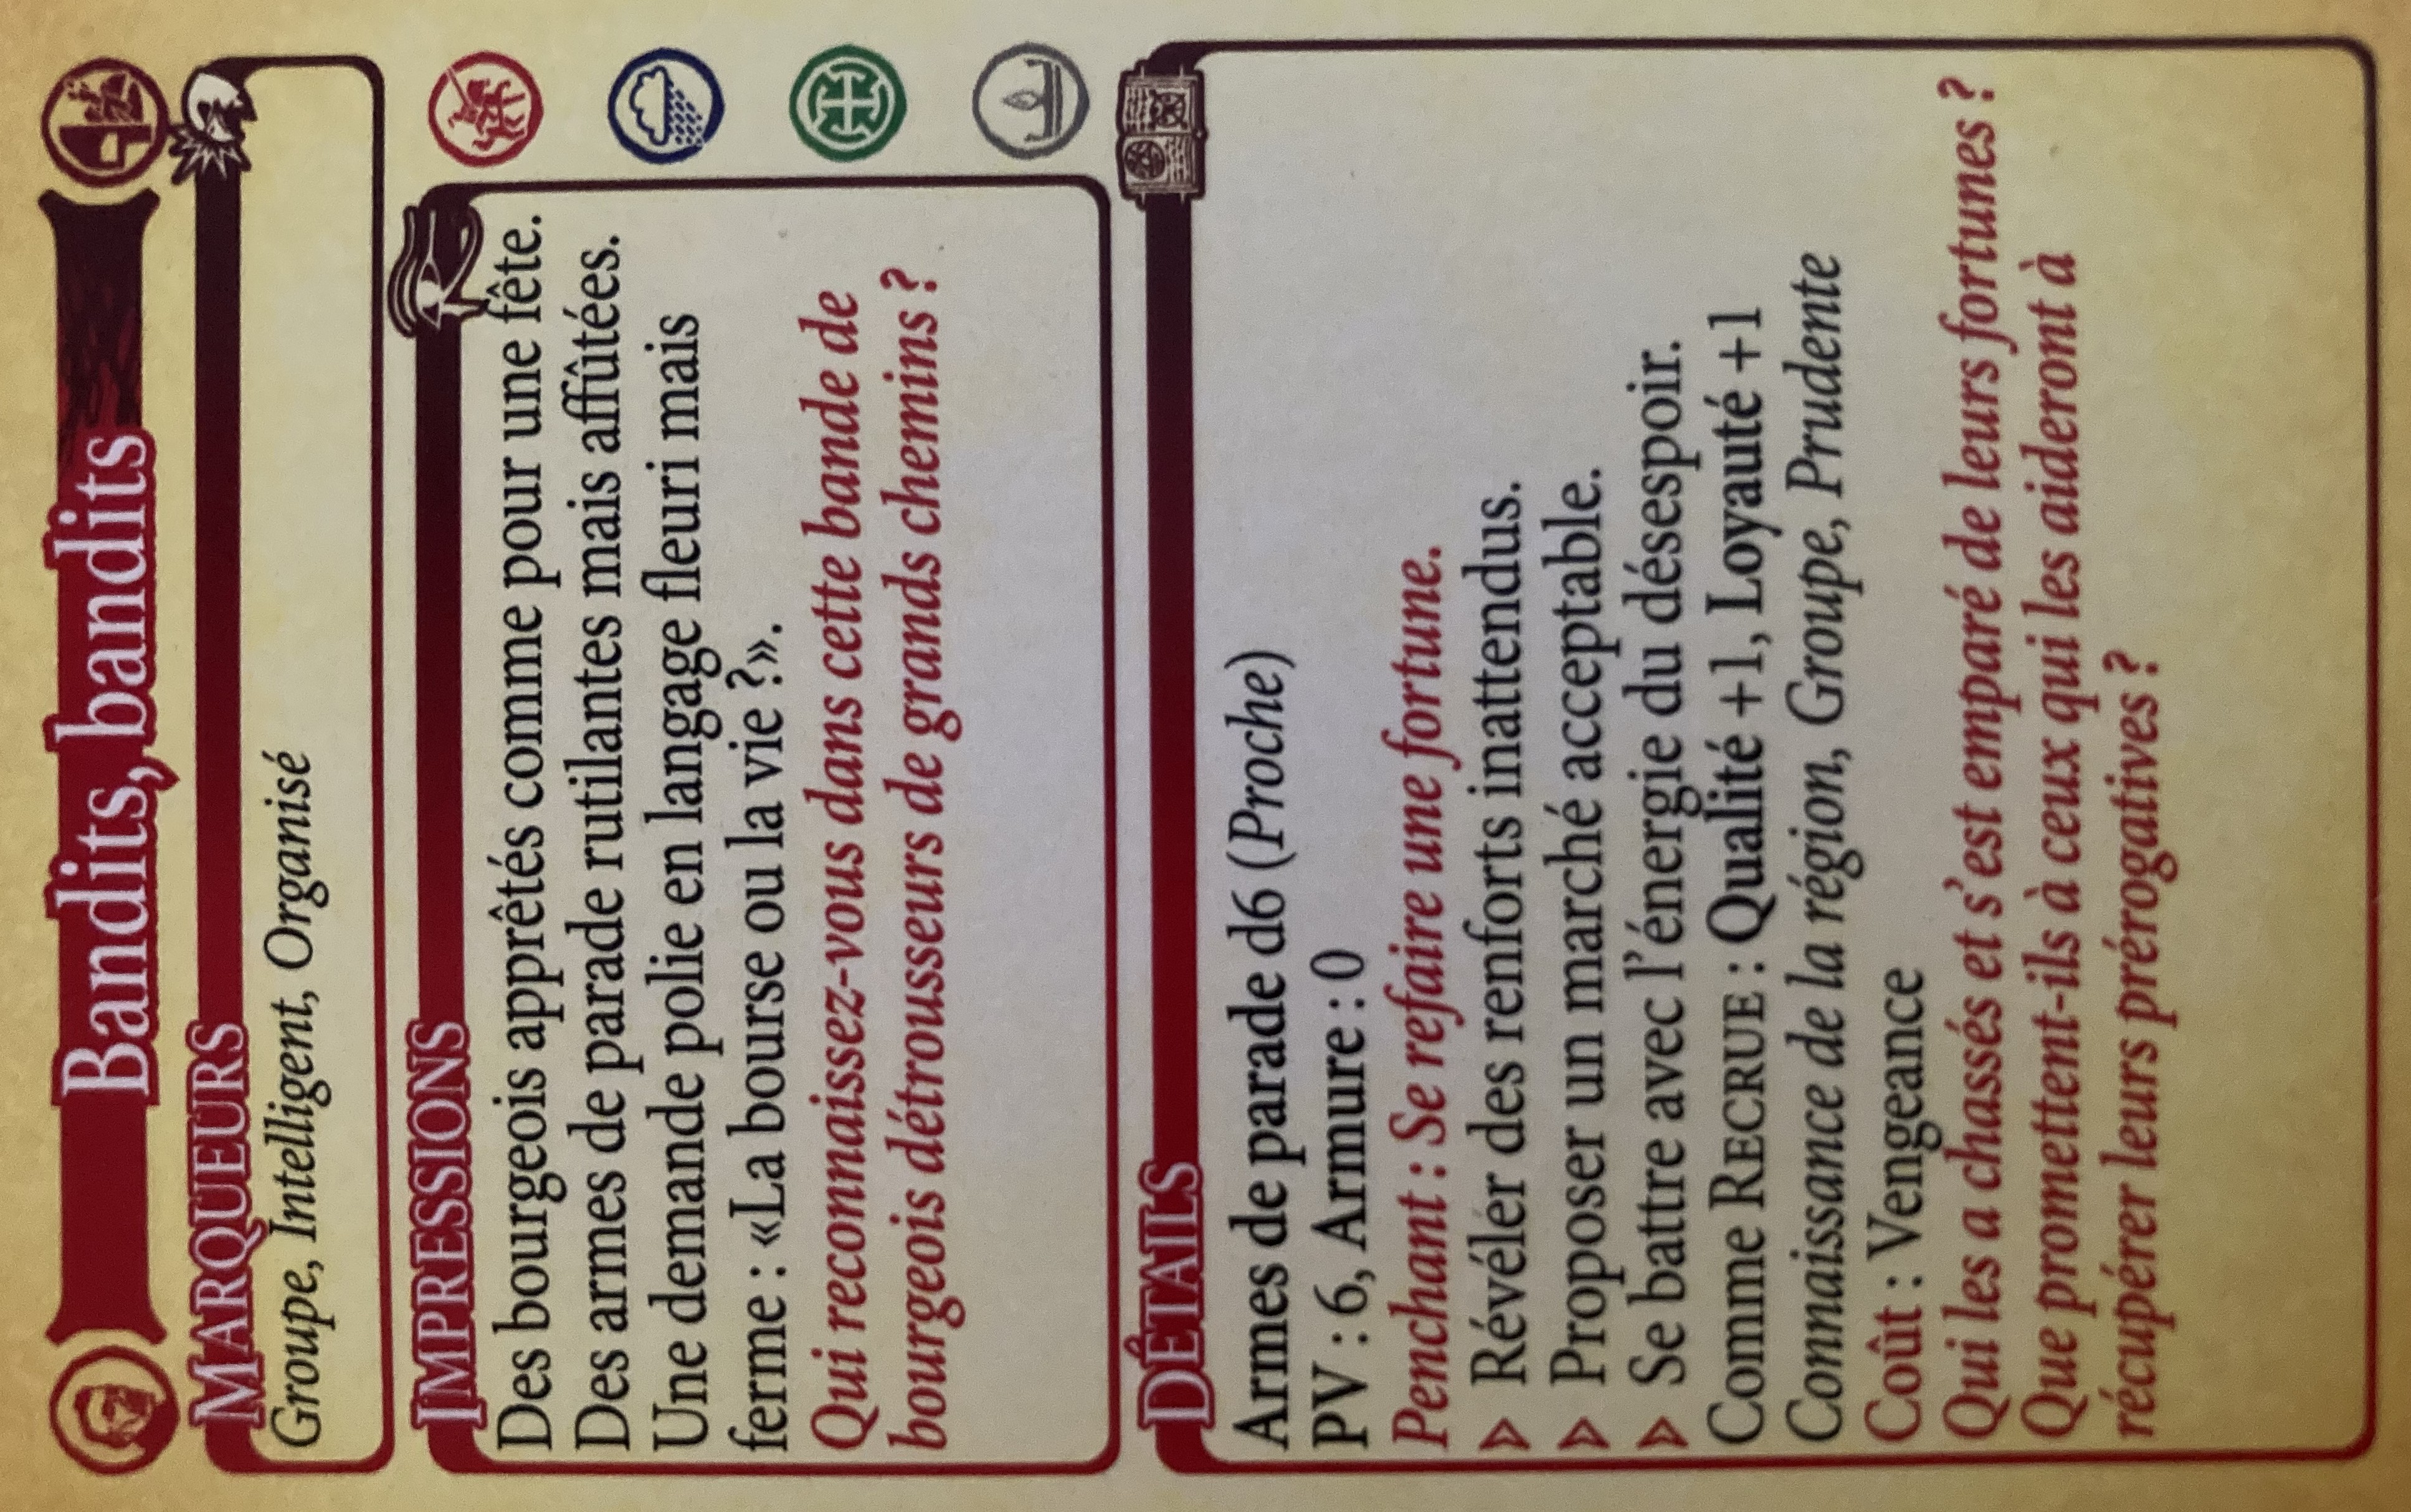 Bandits, bandits
MARQUEURS
Groupe, Intelligent, Organisé
IMPRESSIONS
Des bourgeois apprêtés comme pour une fête.
Des armes de parade rutilantes mais affûtées.
Une demande polie en langage fleuri mais
ferme : «La bourse ou la vie ?».
Qui reconnaissez-vous dans cette bande de
bourgeois détrousseurs de grands chemins ?
DÉTAILS
Armes de parade d6 (Proche)
PV : 6, Armure : 0
Penchant : Se refaire une fortune.
Révéler des renforts inattendus.
Proposer un marché acceptable.
Se battre avec l'énergie du désespoir.
Comme RECRUE : Qualité +1, Loyauté +1
Connaissance de la région, Groupe, Prudente
Coût : Vengeance
Qui les a chassés et s'est emparé de leurs fortunes ?
Que promettent-ils à ceux qui les aideront à
récupérer leurs prérogatives ?